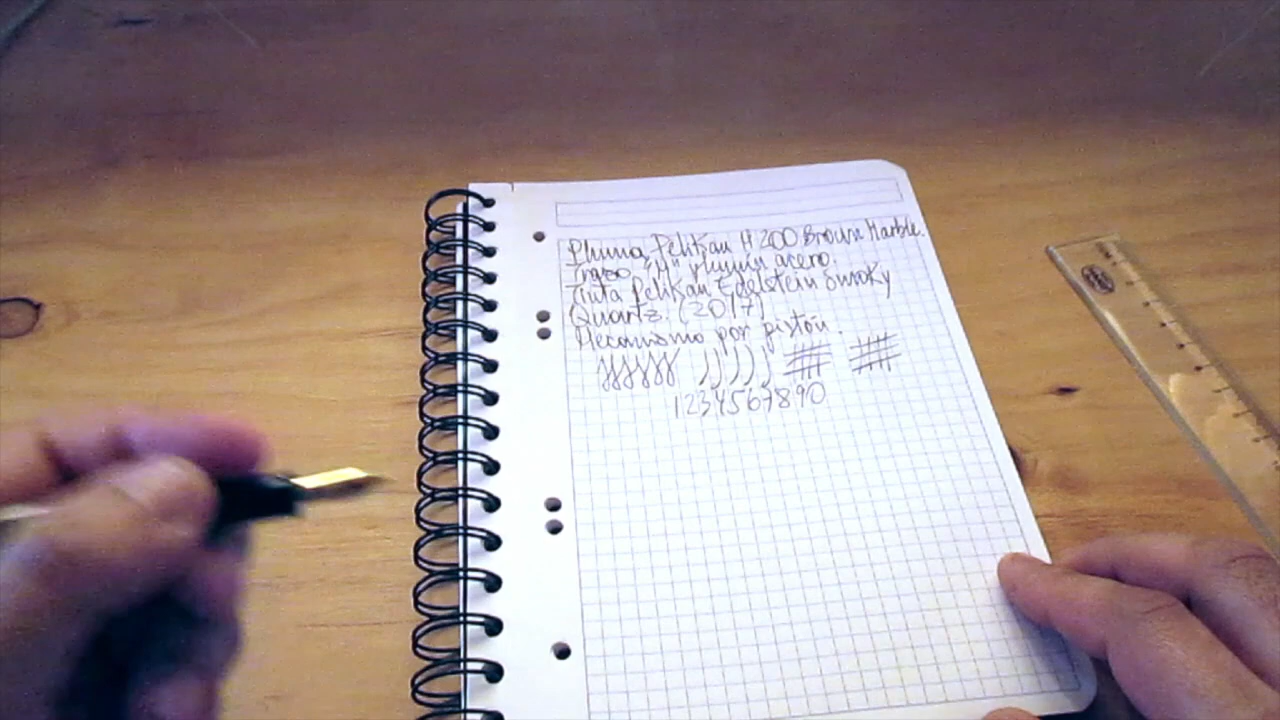 Pluma Pelikan M200 Brown Marble.
Trazo "M" plumín acero.
Tinta Pelikan Edelstein Smoky
Quartz. (2017)
Mecanismo por pistón.
1234567890